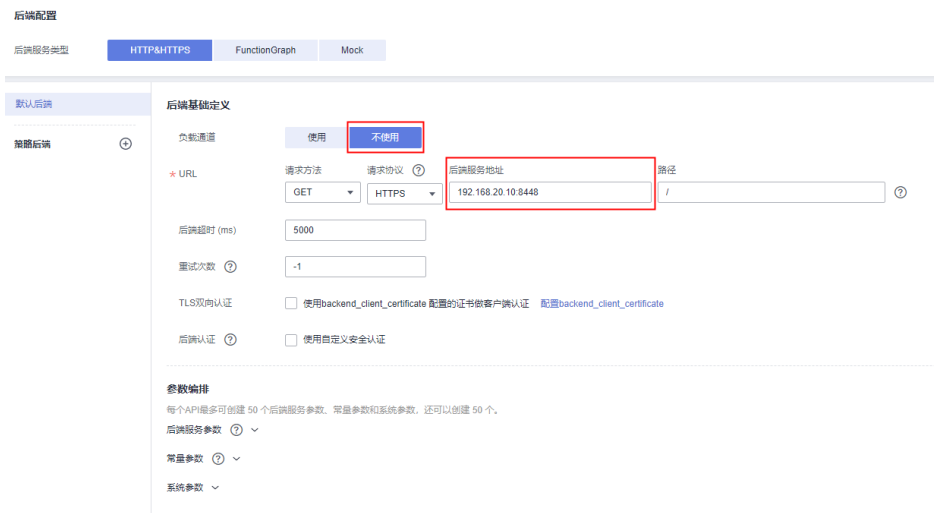 后端配置
后端服务类型 HTTP&HTTPS FunctionGraph Mock
默认后端
策略后端
后端基础定义
负载通道 使用 不使用
* URL
请求方法 请求协议 ? 后端服务地址 路径
GET HTTPS 192.168.20.10:8448 / ?
后端超时 (ms) 5000
重试次数 ? -1
TLS双向认证 使用backend_client_certificate 配置的证书做客户端认证 配置backend_client_certificate
后端认证 ? 使用自定义安全认证
参数编排
每个API最多可创建 50 个后端服务参数、常量参数和系统参数，还可以创建 50 个。
后端服务参数 ?
常量参数 ?
系统参数